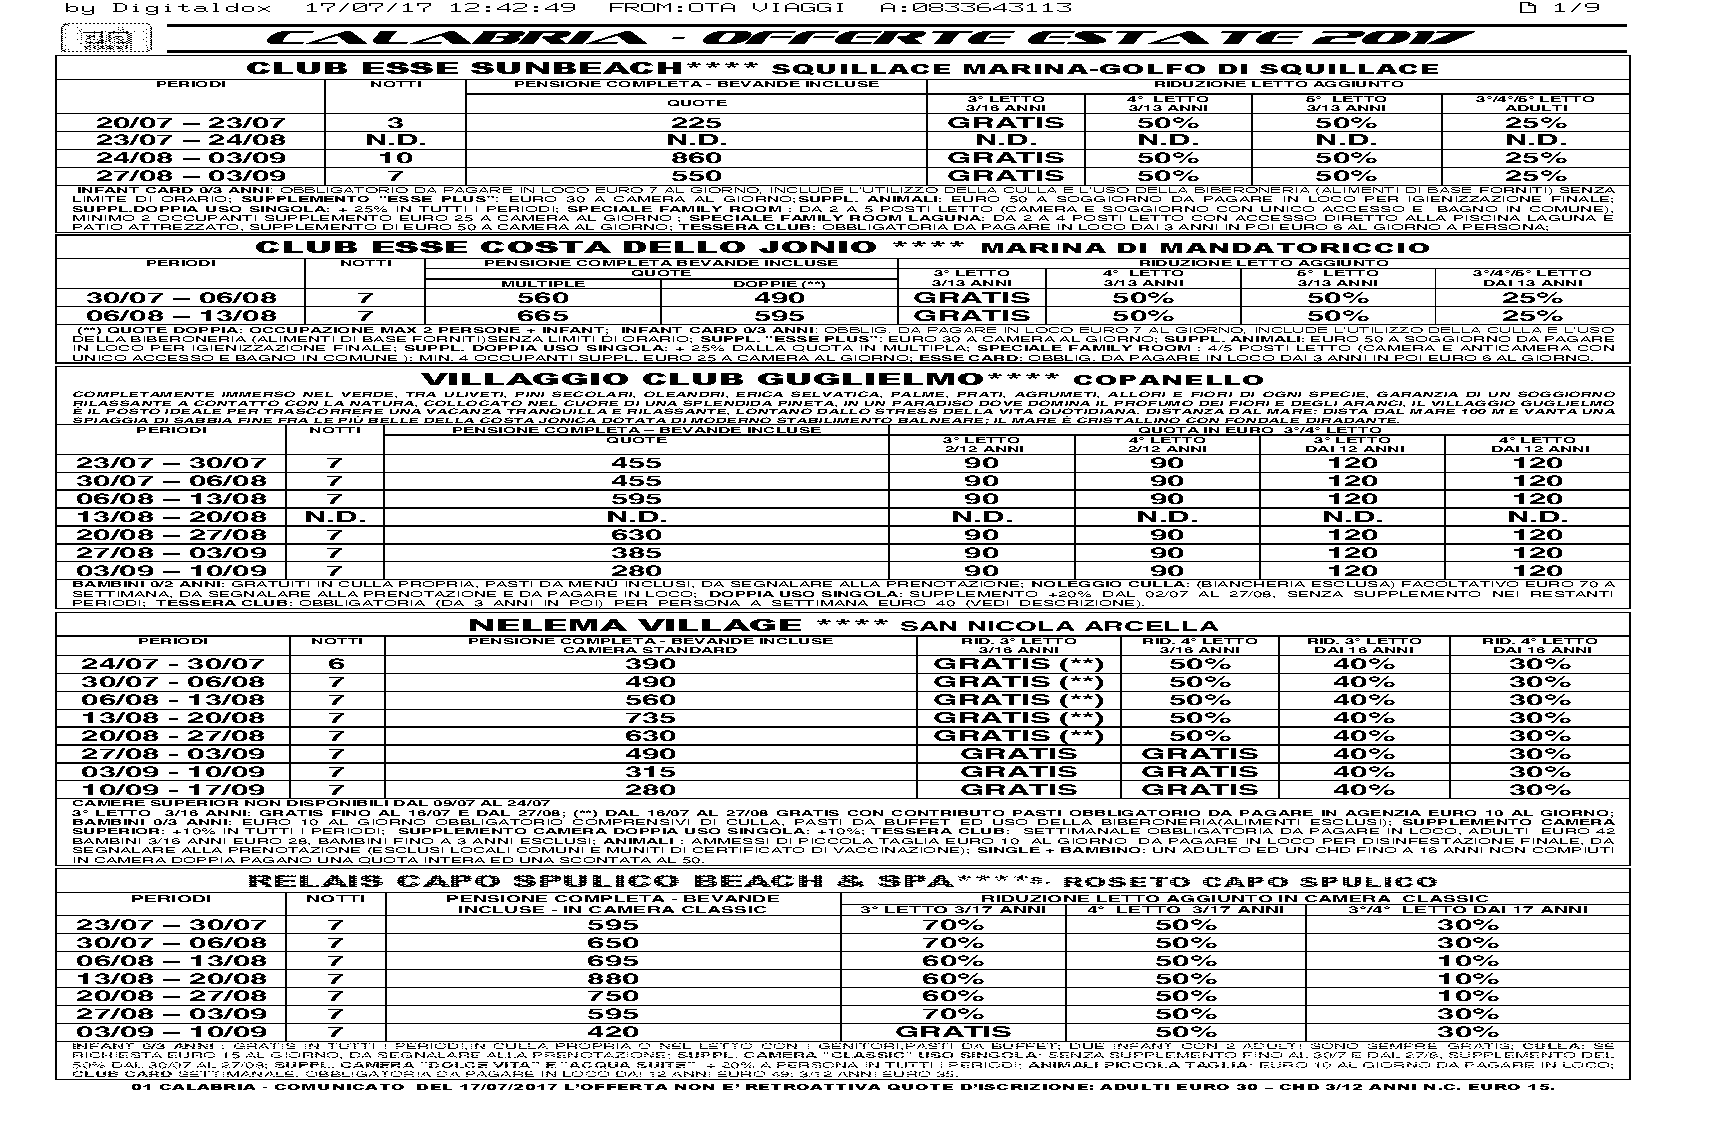 by Digitaldox 17/07/17 12:42:49 FROM:OTA VIAGGI A:0833643113 1/9
CALABRIA - OFFERTE ESTATE 2017
CLUB ESSE SUNBEACH**** SQUILLACE MARINA-GOLFO DI SQUILLACE
PERIODI NOTTI PENSIONE COMPLETA - BEVANDE INCLUSE RIDUZIONE LETTO AGGIUNTO
QUOTE 3° LETTO 3/16 ANNI 4° LETTO 3/13 ANNI 5° LETTO 3/13 ANNI 3°/4°/5° LETTO ADULTI
20/07 – 23/07 3 225 GRATIS 50% 50% 25%
23/07 – 24/08 N.D. N.D. N.D. N.D. N.D. N.D.
24/08 – 03/09 10 860 GRATIS 50% 50% 25%
27/08 – 03/09 7 550 GRATIS 50% 50% 25%
INFANT CARD 0/3 ANNI: OBBLIGATORIO DA PAGARE IN LOCO EURO 7 AL GIORNO, INCLUDE L'UTILIZZO DELLA CULLA E L'USO DELLA BIBERONERIA (ALIMENTI DI BASE FORNITI) SENZA
LIMITE DI ORARIO; SUPPLEMENTO "ESSE PLUS": EURO 30 A CAMERA AL GIORNO;SUPPL. ANIMALI: EURO 50 A SOGGIORNO DA PAGARE IN LOCO PER IGIENIZZAZIONE FINALE;
SUPPL.DOPPIA USO SINGOLA: + 25% IN TUTTI I PERIODI; SPECIALE FAMILY ROOM : DA 2 A 5 POSTI LETTO (CAMERA E SOGGIORNO CON UNICO ACCESSO E BAGNO IN COMUNE),
MINIMO 2 OCCUPANTI SUPPLEMENTO EURO 25 A CAMERA AL GIORNO ; SPECIALE FAMILY ROOM LAGUNA: DA 2 A 4 POSTI LETTO CON ACCESSO DIRETTO ALLA PISCINA LAGUNA E
PATIO ATTREZZATO, SUPPLEMENTO DI EURO 50 A CAMERA AL GIORNO; TESSERA CLUB: OBBLIGATORIA DA PAGARE IN LOCO DAI 3 ANNI IN POI EURO 6 AL GIORNO A PERSONA;
CLUB ESSE COSTA DELLO JONIO **** MARINA DI MANDATORICCIO
PERIODI NOTTI PENSIONE COMPLETA BEVANDE INCLUSE RIDUZIONE LETTO AGGIUNTO
QUOTE 3° LETTO 4° LETTO 5° LETTO 3°/4°/5° LETTO
MULTIPLE DOPPIE (**) 3/13 ANNI 3/13 ANNI 3/13 ANNI DAI 13 ANNI
30/07 – 06/08 7 560 490 GRATIS 50% 50% 25%
06/08 – 13/08 7 665 595 GRATIS 50% 50% 25%
(**) QUOTE DOPPIA: OCCUPAZIONE MAX 2 PERSONE + INFANT; INFANT CARD 0/3 ANNI: OBBLIG. DA PAGARE IN LOCO EURO 7 AL GIORNO, INCLUDE L'UTILIZZO DELLA CULLA E L'USO
DELLA BIBERONERIA (ALIMENTI DI BASE FORNITI)SENZA LIMITI DI ORARIO; SUPPL. "ESSE PLUS": EURO 30 A CAMERA AL GIORNO; SUPPL. ANIMALI: EURO 50 A SOGGIORNO DA PAGARE
IN LOCO PER IGIENIZZAZIONE FINALE; SUPPL. DOPPIA USO SINGOLA: + 25% DALLA QUOTA IN MULTIPLA; SPECIALE FAMILY ROOM : 4/5 POSTI LETTO (CAMERA E ANTICAMERA CON
UNICO ACCESSO E BAGNO IN COMUNE ); MIN. 4 OCCUPANTI SUPPL. EURO 25 A CAMERA AL GIORNO; ESSE CARD: OBBLIG. DA PAGARE IN LOCO DAI 3 ANNI IN POI EURO 6 AL GIORNO.
VILLAGGIO CLUB GUGLIELMO**** COPANELLO
COMPLETAMENTE IMMERSO NEL VERDE, TRA ULIVETI, PINI SECOLARI, OLEANDRI, ERICA SELVATICA, PALME, PRATI, AGRUMETI, ALLORI E FIORI DI OGNI SPECIE, GARANZIA DI UN SOGGIORNO
RILASSANTE A CONTATTO CON LA NATURA, COLLOCATO NEL CUORE DI UNA SPLENDIDA PINETA, IN UN PARADISO DOVE DOMINA IL PROFUMO DEI FIORI E DEGLI ARANCI, IL VILLAGGIO GUGLIELMO
È IL POSTO IDEALE PER TRASCORRERE UNA VACANZA TRANQUILLA E RILASSANTE, LONTANO DALLO STRESS DELLA VITA QUOTIDIANA. DISTANZA DAL MARE: DISTA DAL MARE 100 M E VANTA UNA
SPIAGGIA DI SABBIA FINE FRA LE PIÙ BELLE DELLA COSTA JONICA DOTATA DI MODERNO STABILIMENTO BALNEARE; IL MARE È CRISTALLINO CON FONDALE DIRADANTE.
PERIODI NOTTI PENSIONE COMPLETA – BEVANDE INCLUSE QUOTA IN EURO 3°/4° LETTO
QUOTE 3° LETTO 2/12 ANNI 4° LETTO 2/12 ANNI 3° LETTO DAI 12 ANNI 4° LETTO DAI 12 ANNI
23/07 – 30/07 7 455 90 90 120 120
30/07 – 06/08 7 455 90 90 120 120
06/08 – 13/08 7 595 90 90 120 120
13/08 – 20/08 N.D. N.D. N.D. N.D. N.D. N.D.
20/08 – 27/08 7 630 90 90 120 120
27/08 – 03/09 7 385 90 90 120 120
03/09 – 10/09 7 280 90 90 120 120
BAMBINI 0/2 ANNI: GRATUITI IN CULLA PROPRIA, PASTI DA MENÙ INCLUSI, DA SEGNALARE ALLA PRENOTAZIONE; NOLEGGIO CULLA: (BIANCHERIA ESCLUSA) FACOLTATIVO EURO 70 A
SETTIMANA, DA SEGNALARE ALLA PRENOTAZIONE E DA PAGARE IN LOCO; DOPPIA USO SINGOLA: SUPPLEMENTO +20% DAL 02/07 AL 27/08, SENZA SUPPLEMENTO NEI RESTANTI
PERIODI; TESSERA CLUB: OBBLIGATORIA (DA 3 ANNI IN POI) PER PERSONA A SETTIMANA EURO 40 (VEDI DESCRIZIONE).
NELEMA VILLAGE **** SAN NICOLA ARCELLA
PERIODI NOTTI PENSIONE COMPLETA - BEVANDE INCLUSE CAMERA STANDARD RID. 3° LETTO 3/16 ANNI RID. 4° LETTO 3/16 ANNI RID. 3° LETTO DAI 16 ANNI RID. 4° LETTO DAI 16 ANNI
24/07 - 30/07 6 390 GRATIS (**) 50% 40% 30%
30/07 - 06/08 7 490 GRATIS (**) 50% 40% 30%
06/08 - 13/08 7 560 GRATIS (**) 50% 40% 30%
13/08 - 20/08 7 735 GRATIS (**) 50% 40% 30%
20/08 - 27/08 7 630 GRATIS (**) 50% 40% 30%
27/08 - 03/09 7 490 GRATIS GRATIS 40% 30%
03/09 - 10/09 7 315 GRATIS GRATIS 40% 30%
10/09 - 17/09 7 280 GRATIS GRATIS 40% 30%
CAMERE SUPERIOR NON DISPONIBILI DAL 09/07 AL 24/07
3° LETTO 3/16 ANNI: GRATIS FINO AL 16/07 E DAL 27/08; (**) DAL 16/07 AL 27/08 GRATIS CON CONTRIBUTO PASTI OBBLIGATORIO DA PAGARE IN AGENZIA EURO 10 AL GIORNO;
BAMBINI 0/3 ANNI: EURO 10 AL GIORNO OBBLIGATORIO COMPRENSIVI DI CULLA, PASTI DA BUFFET ED USO DELLA BIBERONERIA(ALIMENTI ESCLUSI); SUPPLEMENTO CAMERA
SUPERIOR: +10% IN TUTTI I PERIODI; SUPPLEMENTO CAMERA DOPPIA USO SINGOLA: +10%; TESSERA CLUB: SETTIMANALE OBBLIGATORIA DA PAGARE IN LOCO, ADULTI EURO 42
BAMBINI 3/16 ANNI EURO 28, BAMBINI FINO A 3 ANNI ESCLUSI; ANIMALI : AMMESSI DI PICCOLA TAGLIA EURO 10 AL GIORNO DA PAGARE IN LOCO PER DISINFESTAZIONE FINALE, DA
SEGNALARE ALLA PRENOTAZIONE (ESCLUSI LOCALI COMUNI E MUNITI DI CERTIFICATO DI VACCINAZIONE); SINGLE + BAMBINO: UN ADULTO ED UN CHD FINO A 16 ANNI NON COMPIUTI
IN CAMERA DOPPIA PAGANO UNA QUOTA INTERA ED UNA SCONTATA AL 50.
RELAIS CAPO SPULICO BEACH & SPA****S. ROSETO CAPO SPULICO
PERIODI NOTTI PENSIONE COMPLETA - BEVANDE INCLUSE - IN CAMERA CLASSIC RIDUZIONE LETTO AGGIUNTO IN CAMERA CLASSIC
3° LETTO 3/17 ANNI 4° LETTO 3/17 ANNI 3°/4° LETTO DAI 17 ANNI
23/07 – 30/07 7 595 70% 50% 30%
30/07 – 06/08 7 650 70% 50% 30%
06/08 – 13/08 7 695 60% 50% 10%
13/08 – 20/08 7 880 60% 50% 10%
20/08 – 27/08 7 750 60% 50% 10%
27/08 – 03/09 7 595 70% 50% 30%
03/09 – 10/09 7 420 GRATIS 50% 30%
INFANT 0/3 ANNI : GRATIS IN TUTTI I PERIODI,IN CULLA PROPRIA O NEL LETTO CON I GENITORI,PASTI DA BUFFET; DUE INFANT CON 2 ADULTI SONO SEMPRE GRATIS; CULLA: SE
RICHIESTA EURO 15 AL GIORNO, DA SEGNALARE ALLA PRENOTAZIONE; SUPPL. CAMERA "CLASSIC" USO SINGOLA: SENZA SUPPLEMENTO FINO AL 30/7 E DAL 27/8, SUPPLEMENTO DEL
50% DAL 30/07 AL 27/08; SUPPL. CAMERA "DOLCE VITA" E "ACQUA SUITE" : + 20% A PERSONA IN TUTTI I PERIODI; ANIMALI PICCOLA TAGLIA: EURO 10 AL GIORNO DA PAGARE IN LOCO;
CLUB CARD SETTIMANALE, OBBLIGATORIA DA PAGARE IN LOCO DAI 12 ANNI EURO 49; 3/12 ANNI EURO 35.
01 CALABRIA - COMUNICATO DEL 17/07/2017 L'OFFERTA NON E' RETROATTIVA QUOTE D'ISCRIZIONE: ADULTI EURO 30 – CHD 3/12 ANNI N.C. EURO 15.